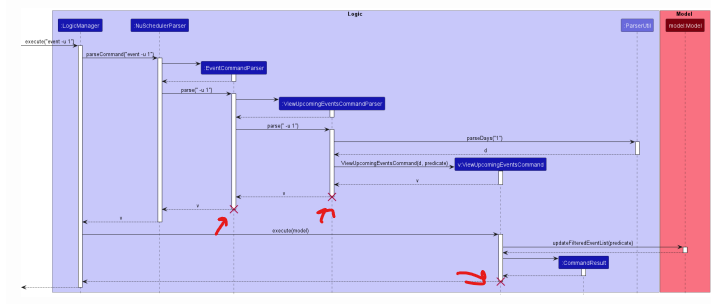 Logic
Model
:LogicManager
:NuSchedulerParser
:ParserUtil
model:Model
execute("event -u 1")
parseCommand("event -u 1")
:EventCommandParser
parse(" -u 1")
:ViewUpcomingEventsCommandParser
parse(" -u 1")
parseDays("1")
d
ViewUpcomingEventsCommand(d, predicate)
v:ViewUpcomingEventsCommand
v
v
v
v
execute(model)
updateFilteredEventList(predicate)
:CommandResult